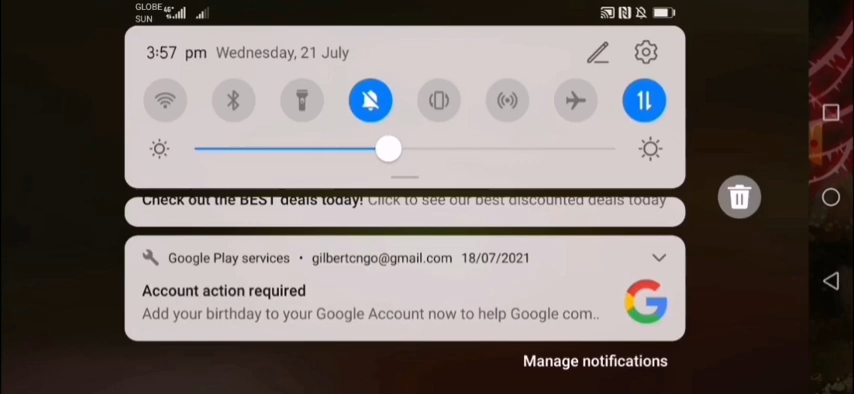 GLOBE 4G
SUN
3:57 pm Wednesday, 21 July
Check out the BEST deals today! Click to see our best discounted deals today
Google Play services • gilbertcngo@gmail.com 18/07/2021
Account action required
Add your birthday to your Google Account now to help Google com..
Manage notifications